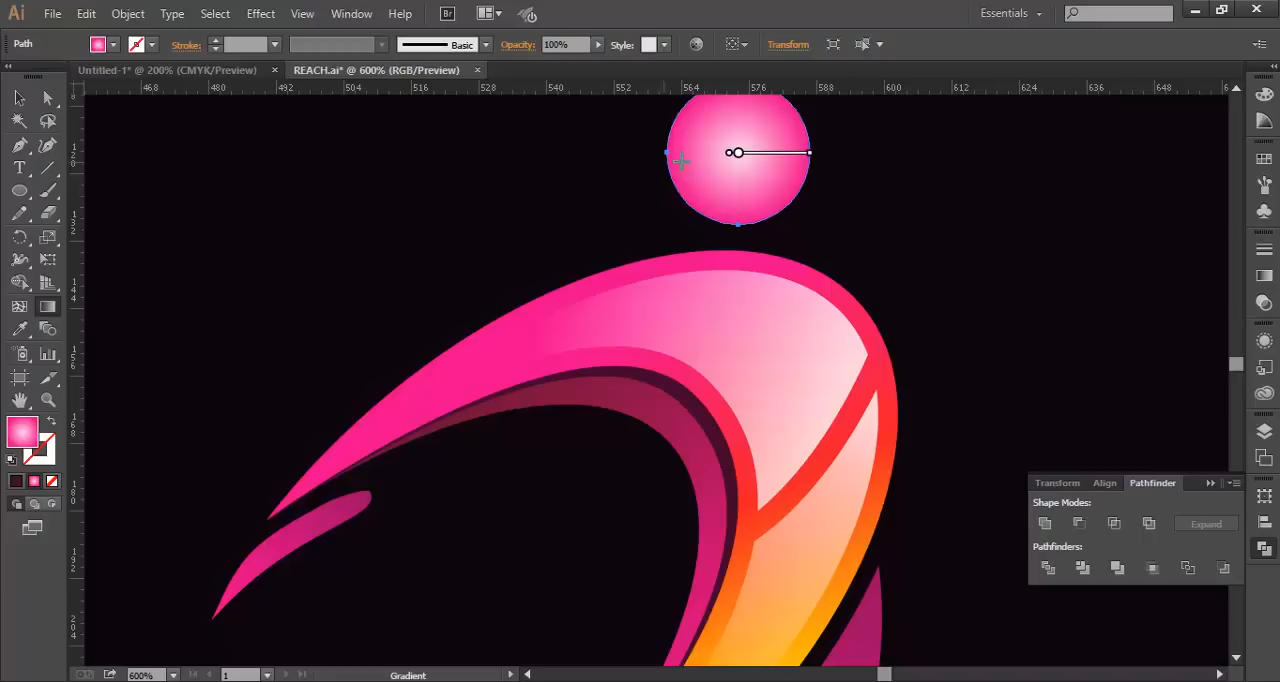 Ai File Edit Object Type Select Effect View Window Help Br Essentials
Path Stroke: Basic Opacity: 100% Style: Transform
Untitled-1* @ 200% (CMYK/Preview) × REACH.ai* @ 600% (RGB/Preview) ×
468 480 492 504 516 528 540 552 564 576 588 600 612 624 636 648 6
Transform Align Pathfinder
Shape Modes:
Expand
Pathfinders:
600% 1 Gradient